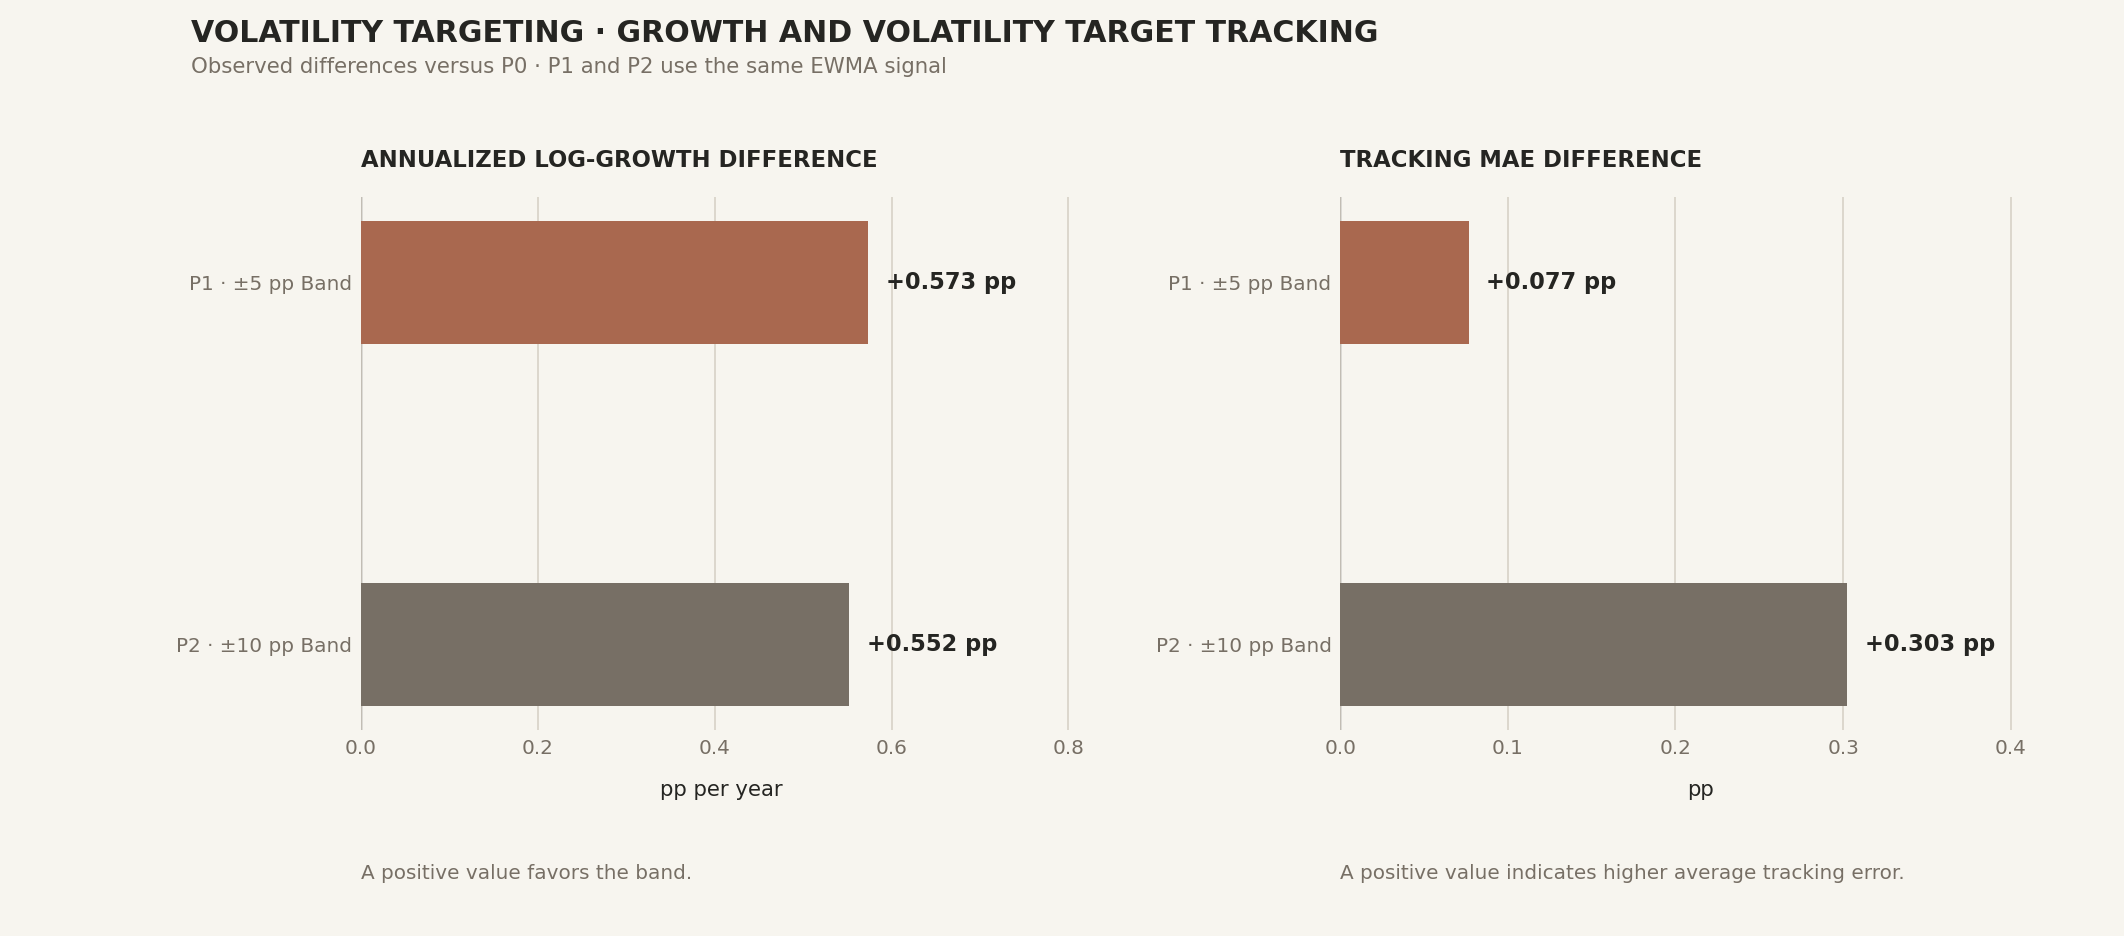 VOLATILITY TARGETING · GROWTH AND VOLATILITY TARGET TRACKING
Observed differences versus P0 · P1 and P2 use the same EWMA signal
ANNUALIZED LOG-GROWTH DIFFERENCE
P1 · ±5 pp Band
+0.573 pp
P2 · ±10 pp Band
+0.552 pp
0.0 0.2 0.4 0.6 0.8
pp per year
A positive value favors the band.
TRACKING MAE DIFFERENCE
P1 · ±5 pp Band
+0.077 pp
P2 · ±10 pp Band
+0.303 pp
0.0 0.1 0.2 0.3 0.4
pp
A positive value indicates higher average tracking error.